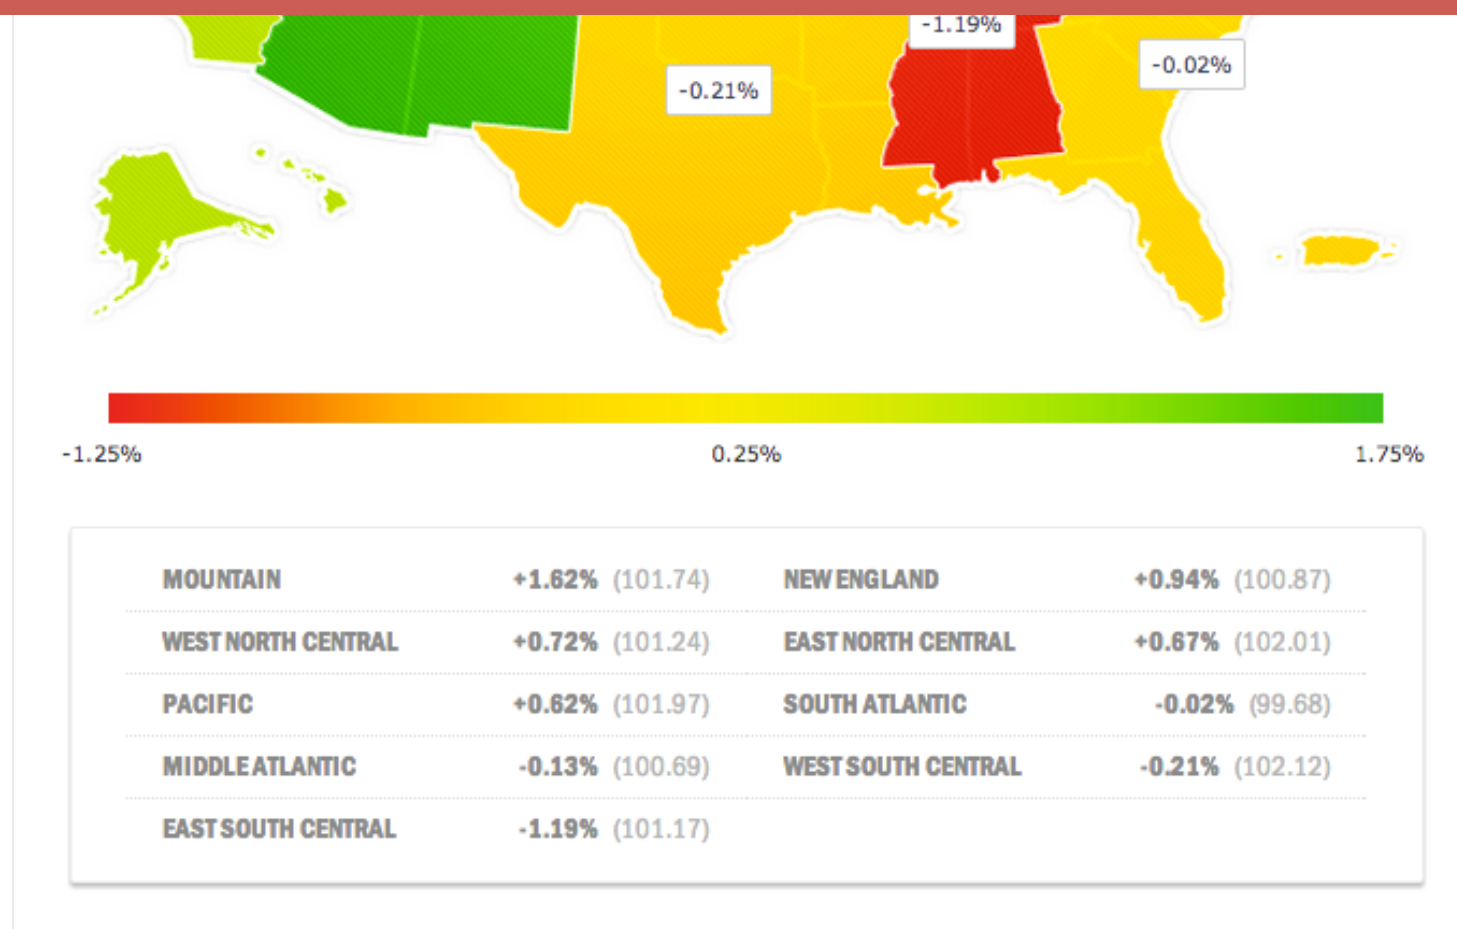 -1.19%
-0.02%
-0.21%
-1.25% 0.25% 1.75%
MOUNTAIN +1.62% (101.74) NEW ENGLAND +0.94% (100.87)
WEST NORTH CENTRAL +0.72% (101.24) EAST NORTH CENTRAL +0.67% (102.01)
PACIFIC +0.62% (101.97) SOUTH ATLANTIC -0.02% (99.68)
MIDDLE ATLANTIC -0.13% (100.69) WEST SOUTH CENTRAL -0.21% (102.12)
EAST SOUTH CENTRAL -1.19% (101.17)